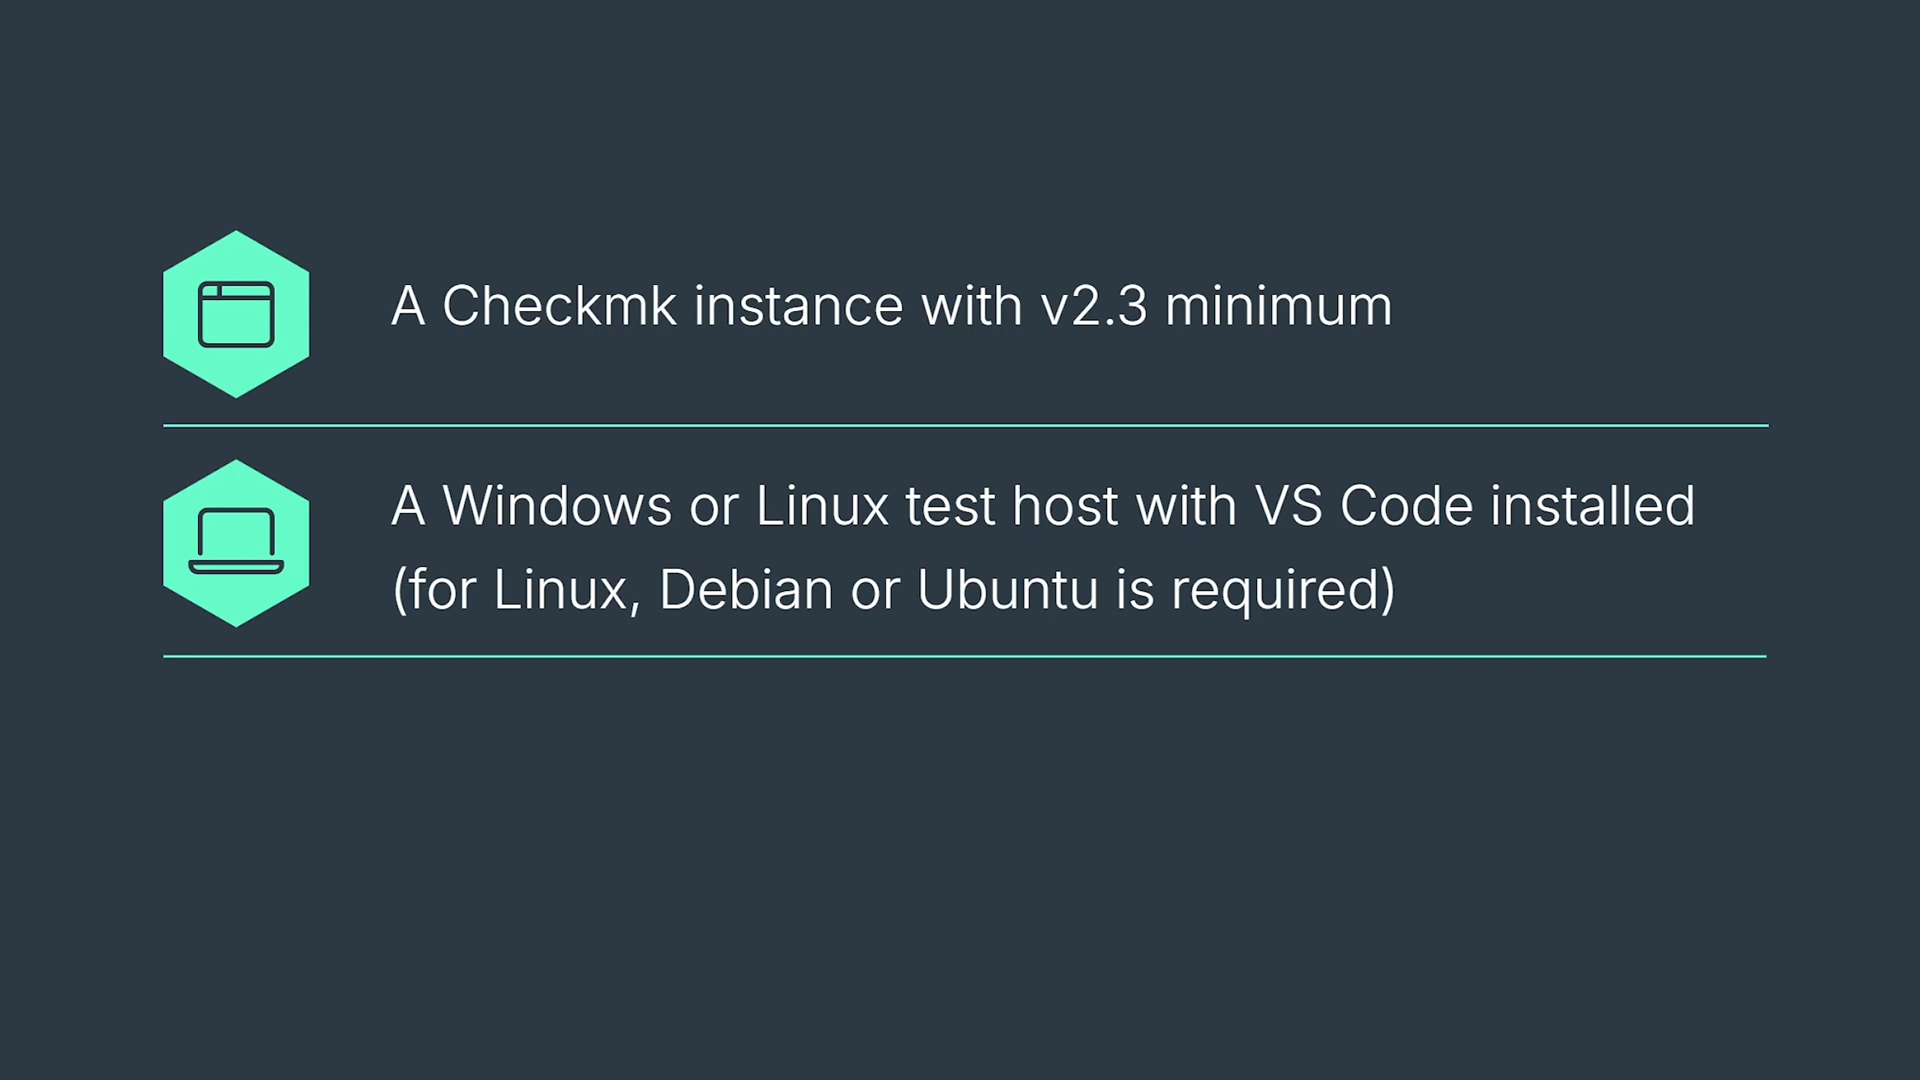 A Checkmk instance with v2.3 minimum
A Windows or Linux test host with VS Code installed
(for Linux, Debian or Ubuntu is required)